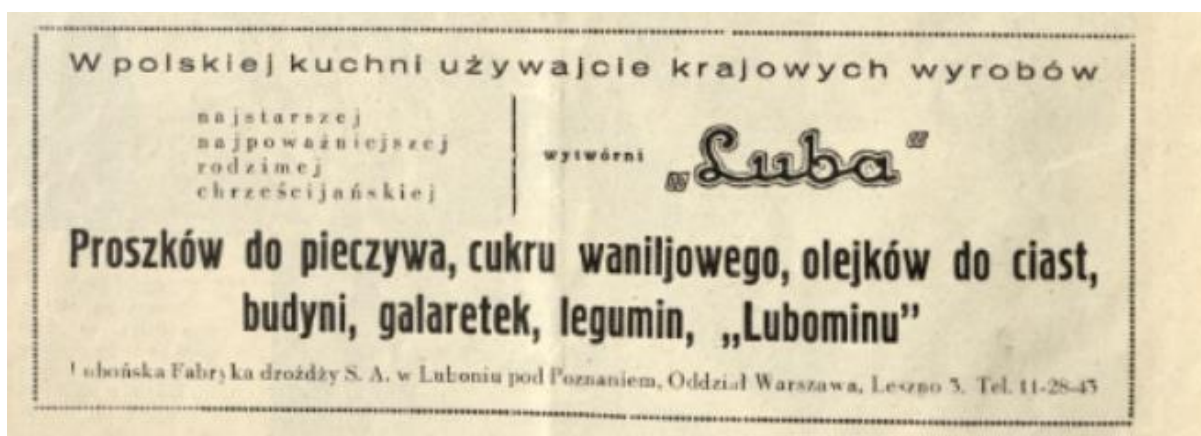 W polskiej kuchni używajcie krajowych wyrobów
najstarszej
najpoważniejszej
rodzimej
chrześcijańskiej
wytwórni „Luba”
Proszków do pieczywa, cukru waniljowego, olejków do ciast,
budyni, galaretek, legumin, „Lubominu”
Lubońska Fabryka drożdży S. A. w Luboniu pod Poznaniem, Oddział Warszawa, Leszno 3. Tel. 11-28-43